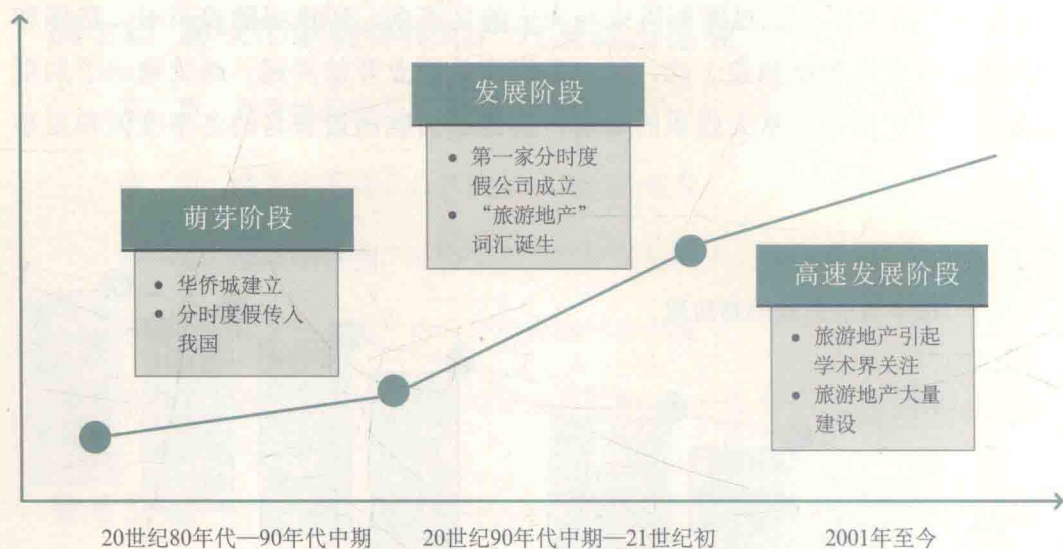 发展阶段
第一家分时度
假公司成立
“旅游地产”
词汇诞生
萌芽阶段
华侨城建立
分时度假传入
我国
高速发展阶段
旅游地产引起
学术界关注
旅游地产大量
建设
20世纪80年代—90年代中期
20世纪90年代中期—21世纪初
2001年至今